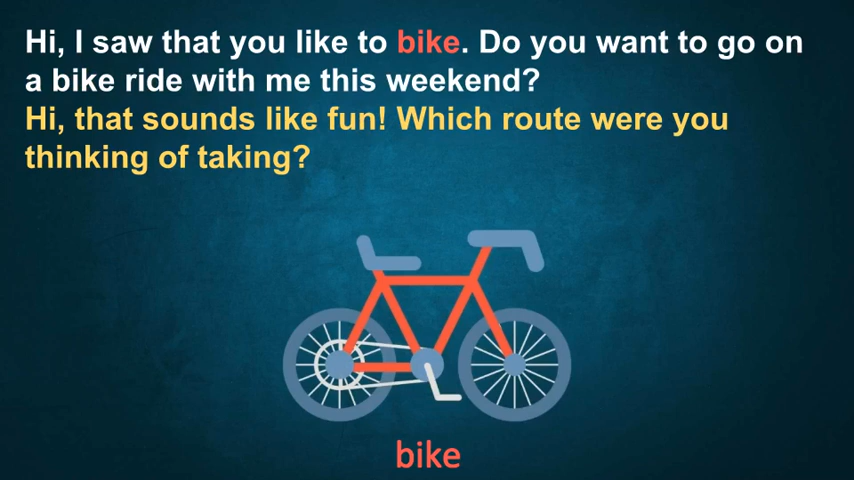 Hi, I saw that you like to bike. Do you want to go on
a bike ride with me this weekend?
Hi, that sounds like fun! Which route were you
thinking of taking?
bike